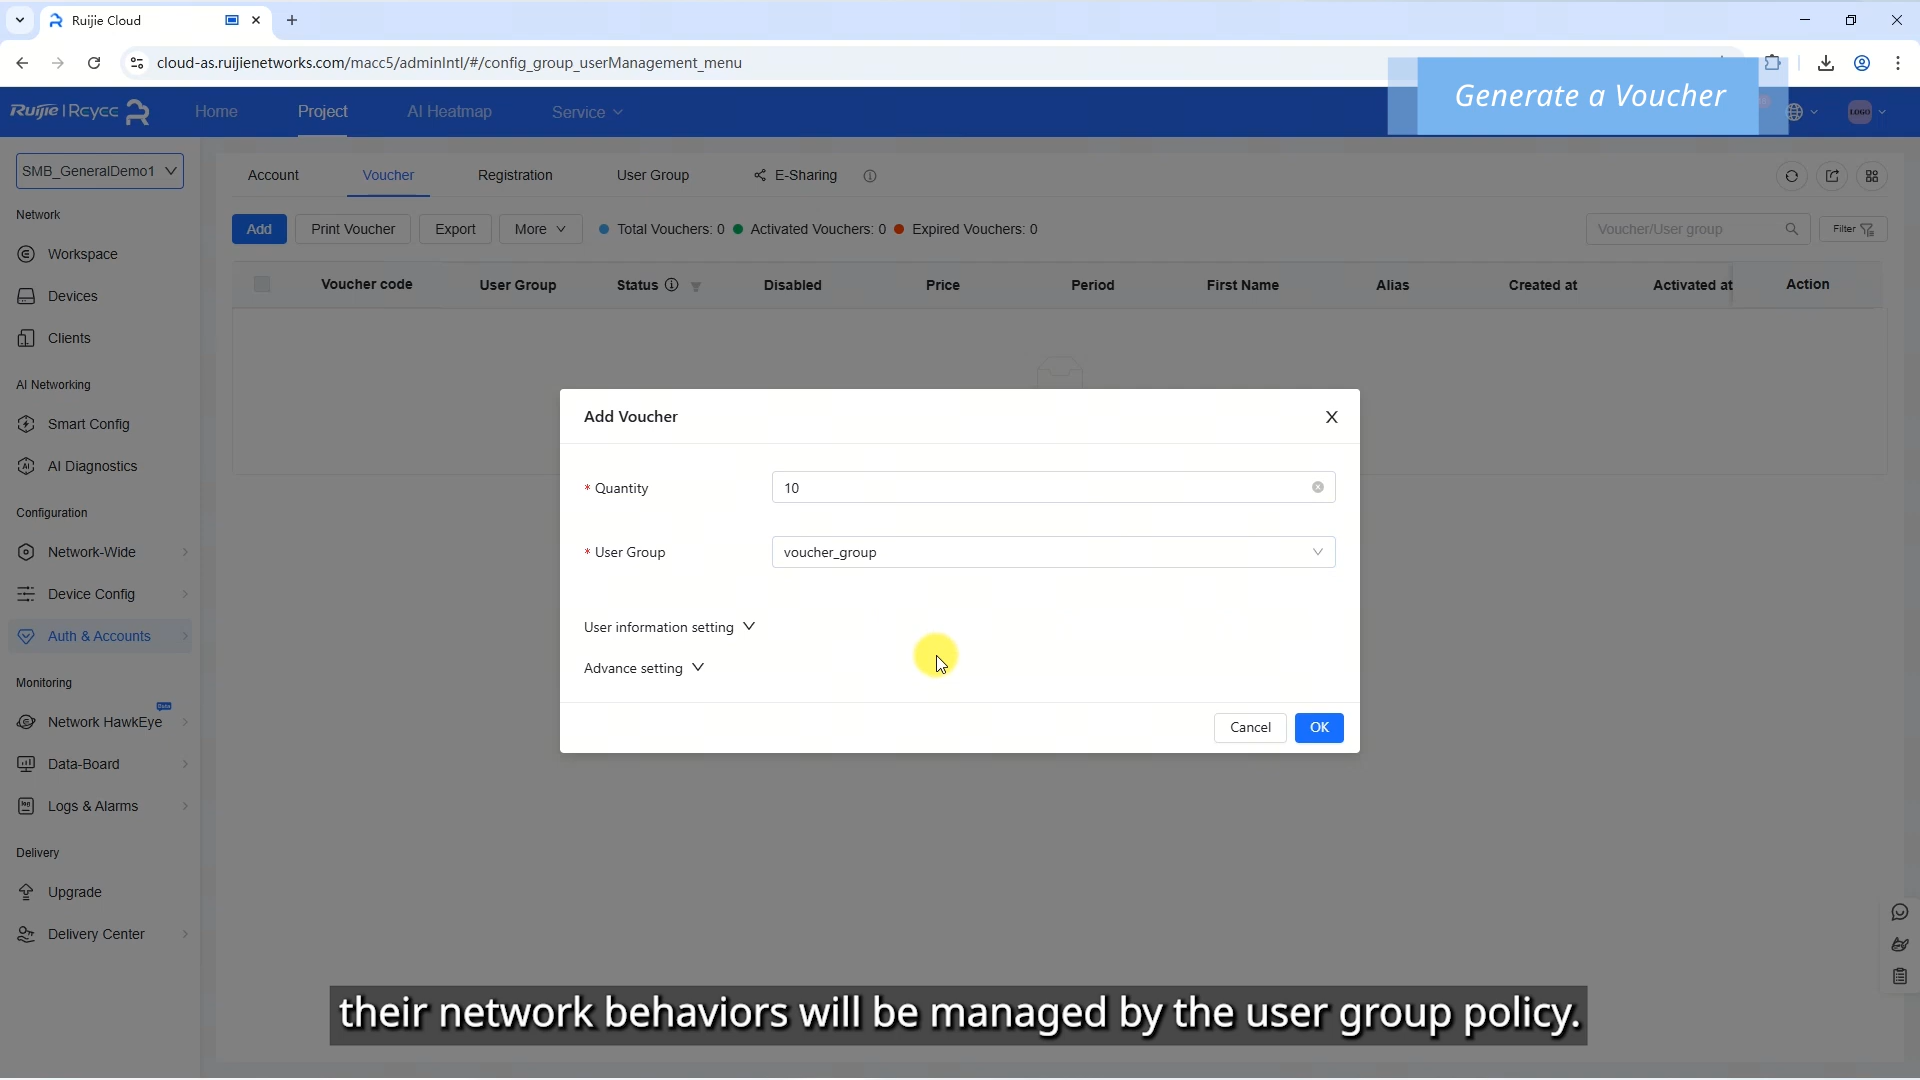 Ruijie Cloud
cloud-as.ruijienetworks.com/macc5/adminIntl/#/config_group_userManagement_menu
Generate a Voucher
Ruijie | Rcycc
Home
Project
AI Heatmap
Service
LOGO
SMB_GeneralDemo1
Network
Workspace
Devices
Clients
AI Networking
Smart Config
AI Diagnostics
Configuration
Network-Wide
Device Config
Auth & Accounts
Monitoring
Beta
Network HawkEye
Data-Board
Logs & Alarms
Delivery
Upgrade
Delivery Center
Account
Voucher
Registration
User Group
E-Sharing
Add
Print Voucher
Export
More
Total Vouchers: 0
Activated Vouchers: 0
Expired Vouchers: 0
Voucher/User group
Filter
Voucher code
User Group
Status
Disabled
Price
Period
First Name
Alias
Created at
Activated at
Action
Add Voucher
* Quantity
10
* User Group
voucher_group
User information setting
Advance setting
Cancel
OK
their network behaviors will be managed by the user group policy.